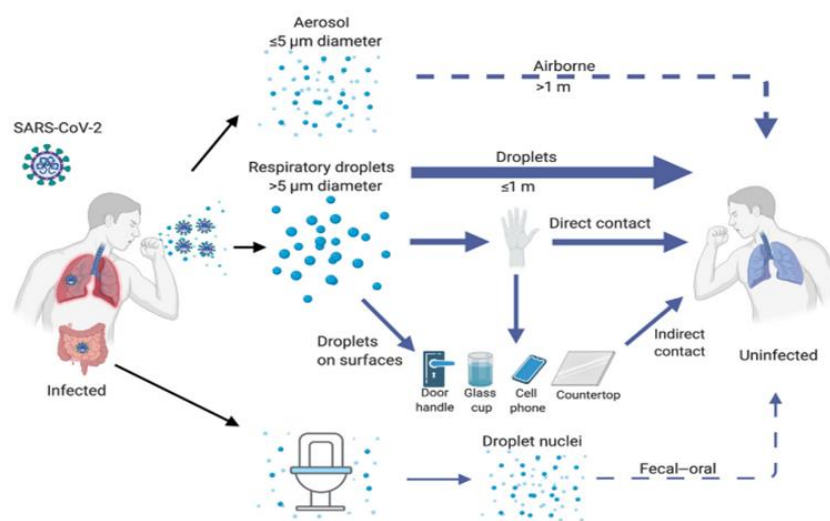 Aerosol
≤5 µm diameter
Airborne
>1 m
SARS-CoV-2
Respiratory droplets
>5 µm diameter
Droplets
≤1 m
Direct contact
Droplets
on surfaces
Indirect
contact
Uninfected
Infected
Door
handle
Glass
cup
Cell
phone
Countertop
Droplet nuclei
Fecal–oral